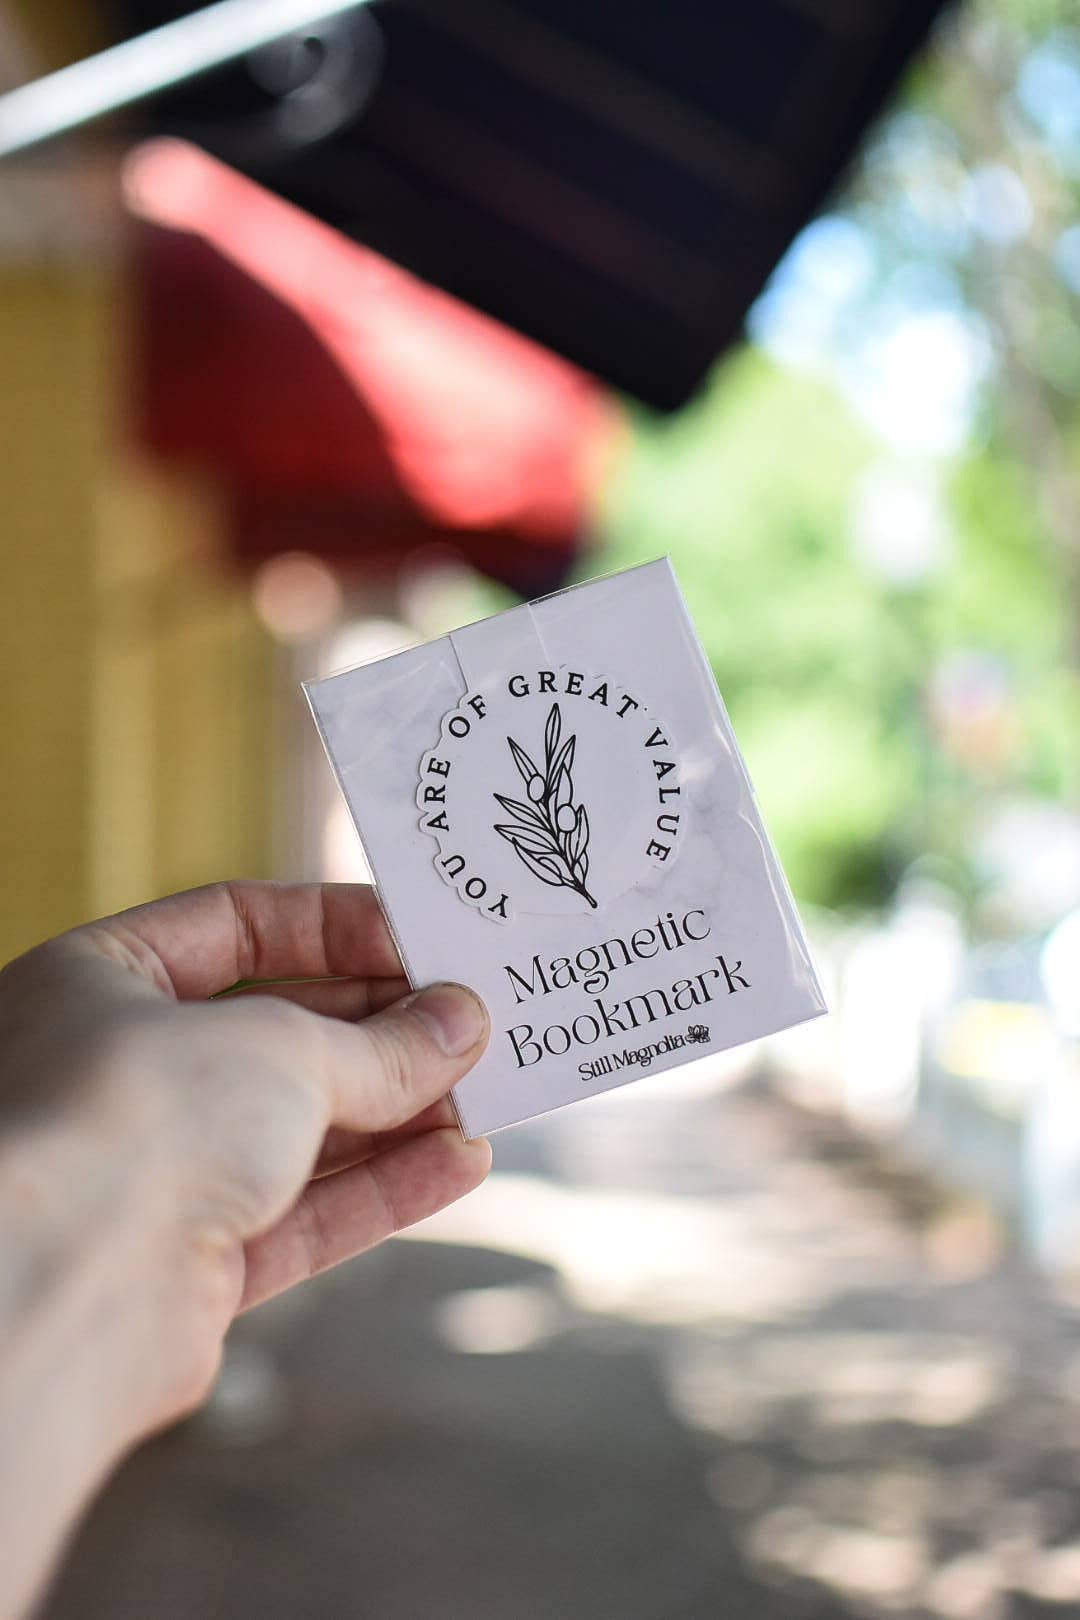 YOU ARE OF GREAT VALUE
Magnetic
Bookmark
Still Magnolia